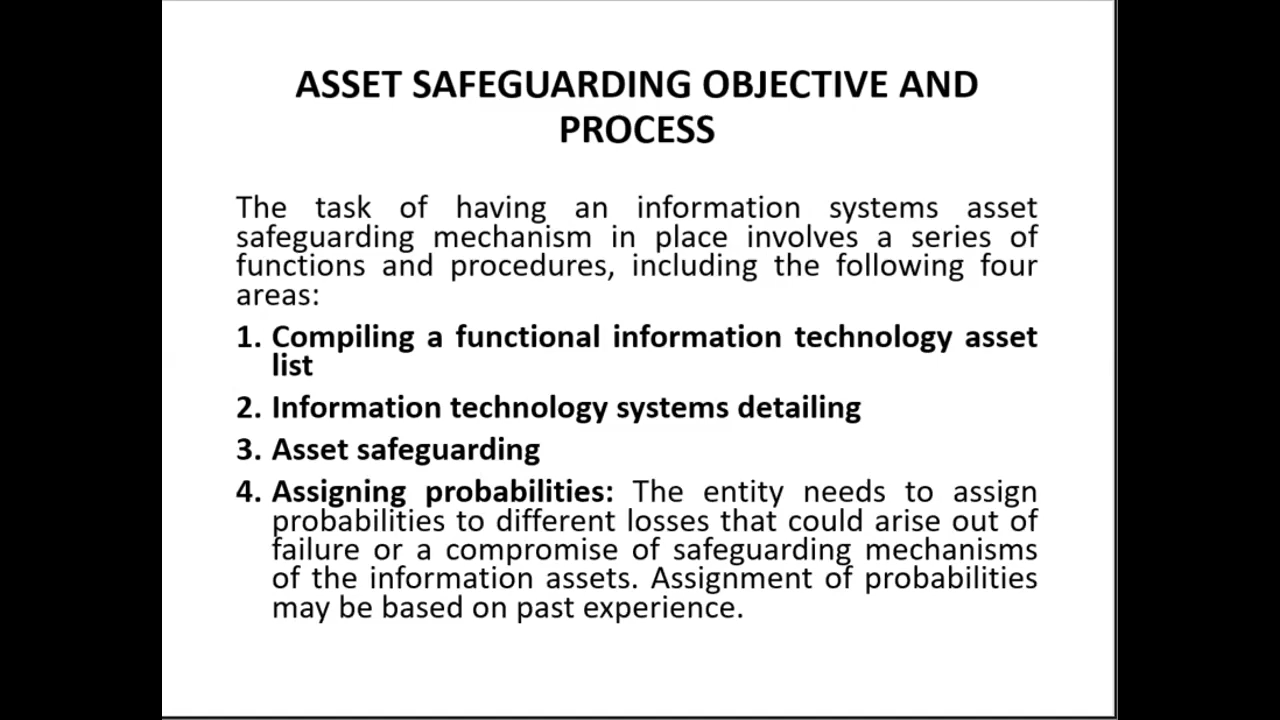 ASSET SAFEGUARDING OBJECTIVE AND
PROCESS
The task of having an information systems asset
safeguarding mechanism in place involves a series of
functions and procedures, including the following four
areas:
1. Compiling a functional information technology asset
list
2. Information technology systems detailing
3. Asset safeguarding
4. Assigning probabilities: The entity needs to assign
probabilities to different losses that could arise out of
failure or a compromise of safeguarding mechanisms
of the information assets. Assignment of probabilities
may be based on past experience.